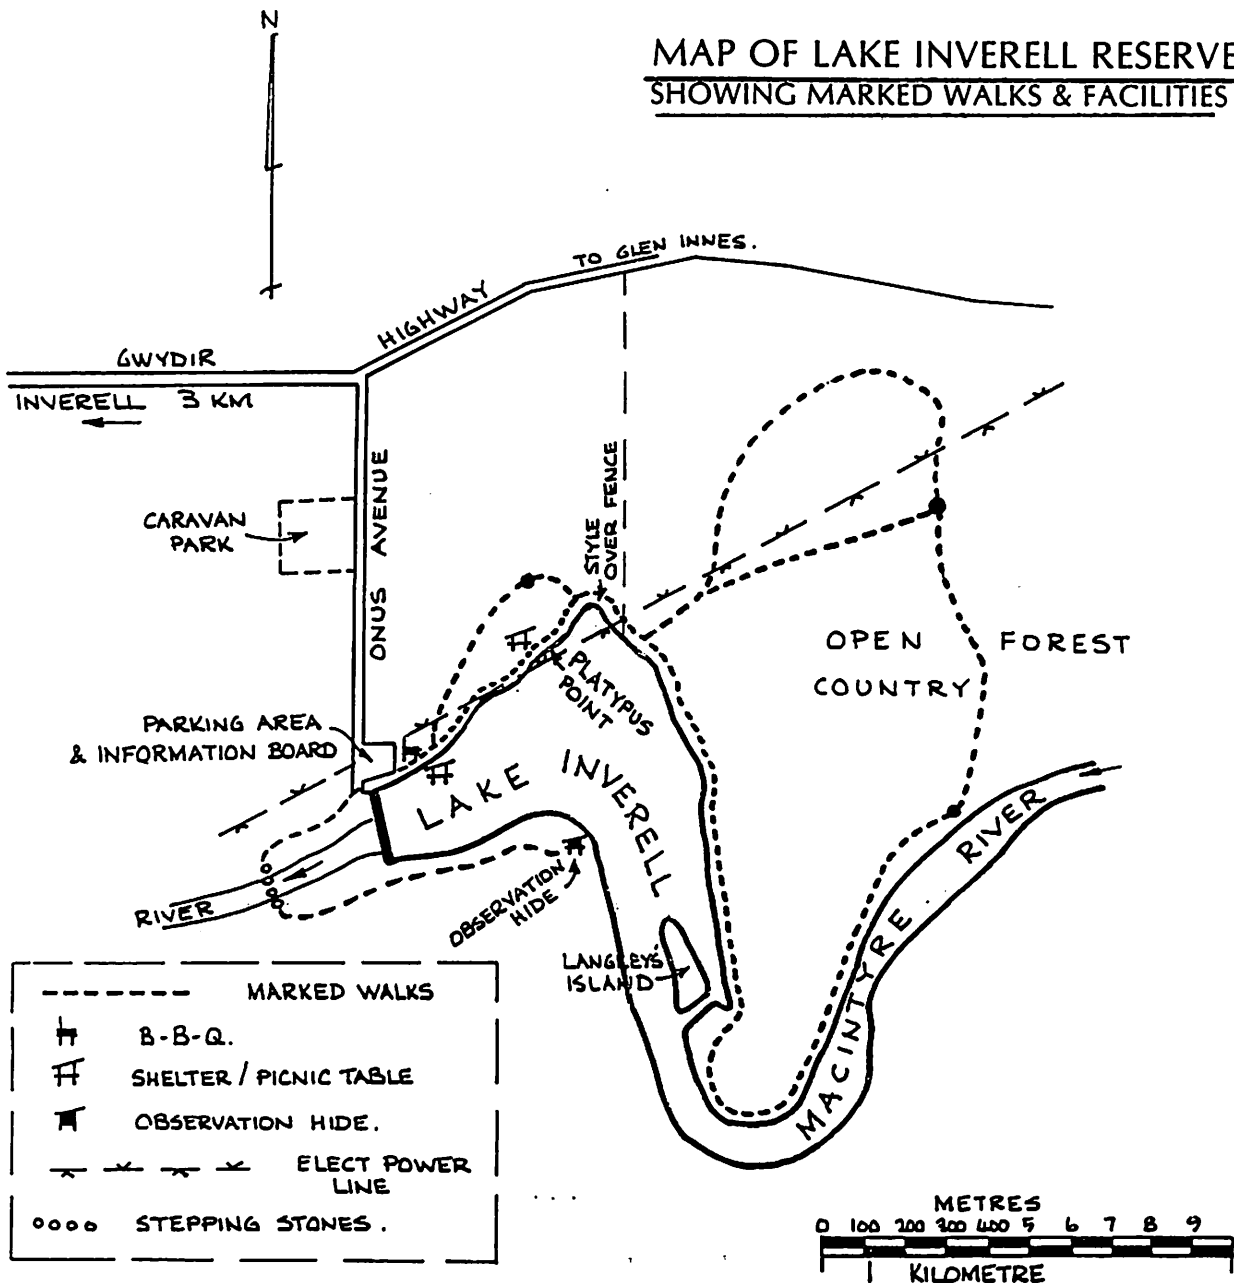 N
MAP OF LAKE INVERELL RESERVE
SHOWING MARKED WALKS & FACILITIES
TO GLEN INNES.
HIGHWAY
GWYDIR
INVERELL 3 KM
CARAVAN
PARK
ONUS AVENUE
STYLE
OVER FENCE
OPEN FOREST
COUNTRY
PLATYPUS
POINT
PARKING AREA
& INFORMATION BOARD
LAKE INVERELL
RIVER
OBSERVATION
HIDE
LANGLEY'S
ISLAND
MACINTYRE RIVER
MARKED WALKS
B-B-Q.
SHELTER / PICNIC TABLE
OBSERVATION HIDE.
ELECT POWER
LINE
STEPPING STONES.
METRES
0 100 200 300 400 5 6 7 8 9
KILOMETRE